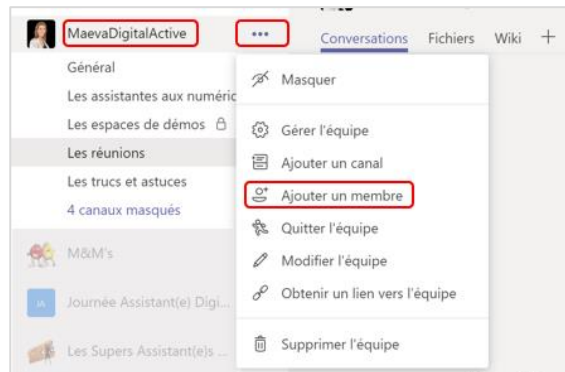 MaevaDigitalActive
Général
Les assistantes aux numéric
Les espaces de démos
Les réunions
Les trucs et astuces
4 canaux masqués
M&M's
JA
Journée Assistant(e) Digi...
Les Supers Assistant(e)s ...
Conversations Fichiers Wiki
Masquer
Gérer l'équipe
Ajouter un canal
Ajouter un membre
Quitter l'équipe
Modifier l'équipe
Obtenir un lien vers l'équipe
Supprimer l'équipe